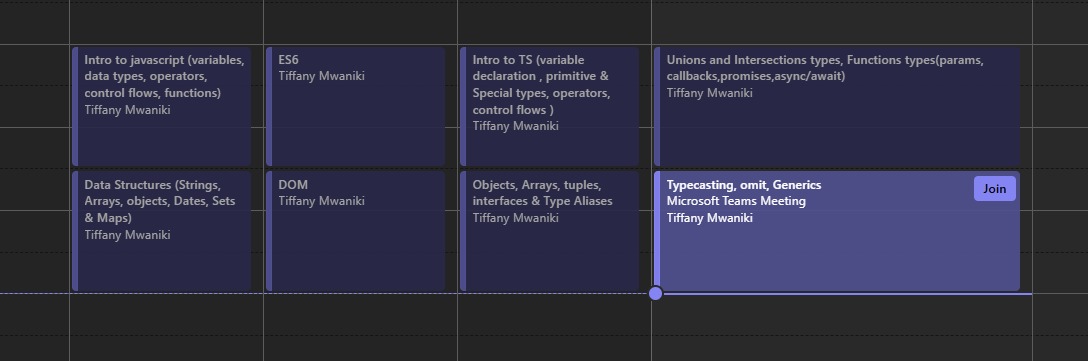 Intro to javascript (variables,
data types, operators,
control flows, functions)
Tiffany Mwaniki
ES6
Tiffany Mwaniki
Intro to TS (variable
declaration , primitive &
Special types, operators,
control flows )
Tiffany Mwaniki
Unions and Intersections types, Functions types(params,
callbacks,promises,async/await)
Tiffany Mwaniki
Data Structures (Strings,
Arrays, objects, Dates, Sets
& Maps)
Tiffany Mwaniki
DOM
Tiffany Mwaniki
Objects, Arrays, tuples,
interfaces & Type Aliases
Tiffany Mwaniki
Typecasting, omit, Generics
Microsoft Teams Meeting
Tiffany Mwaniki
Join